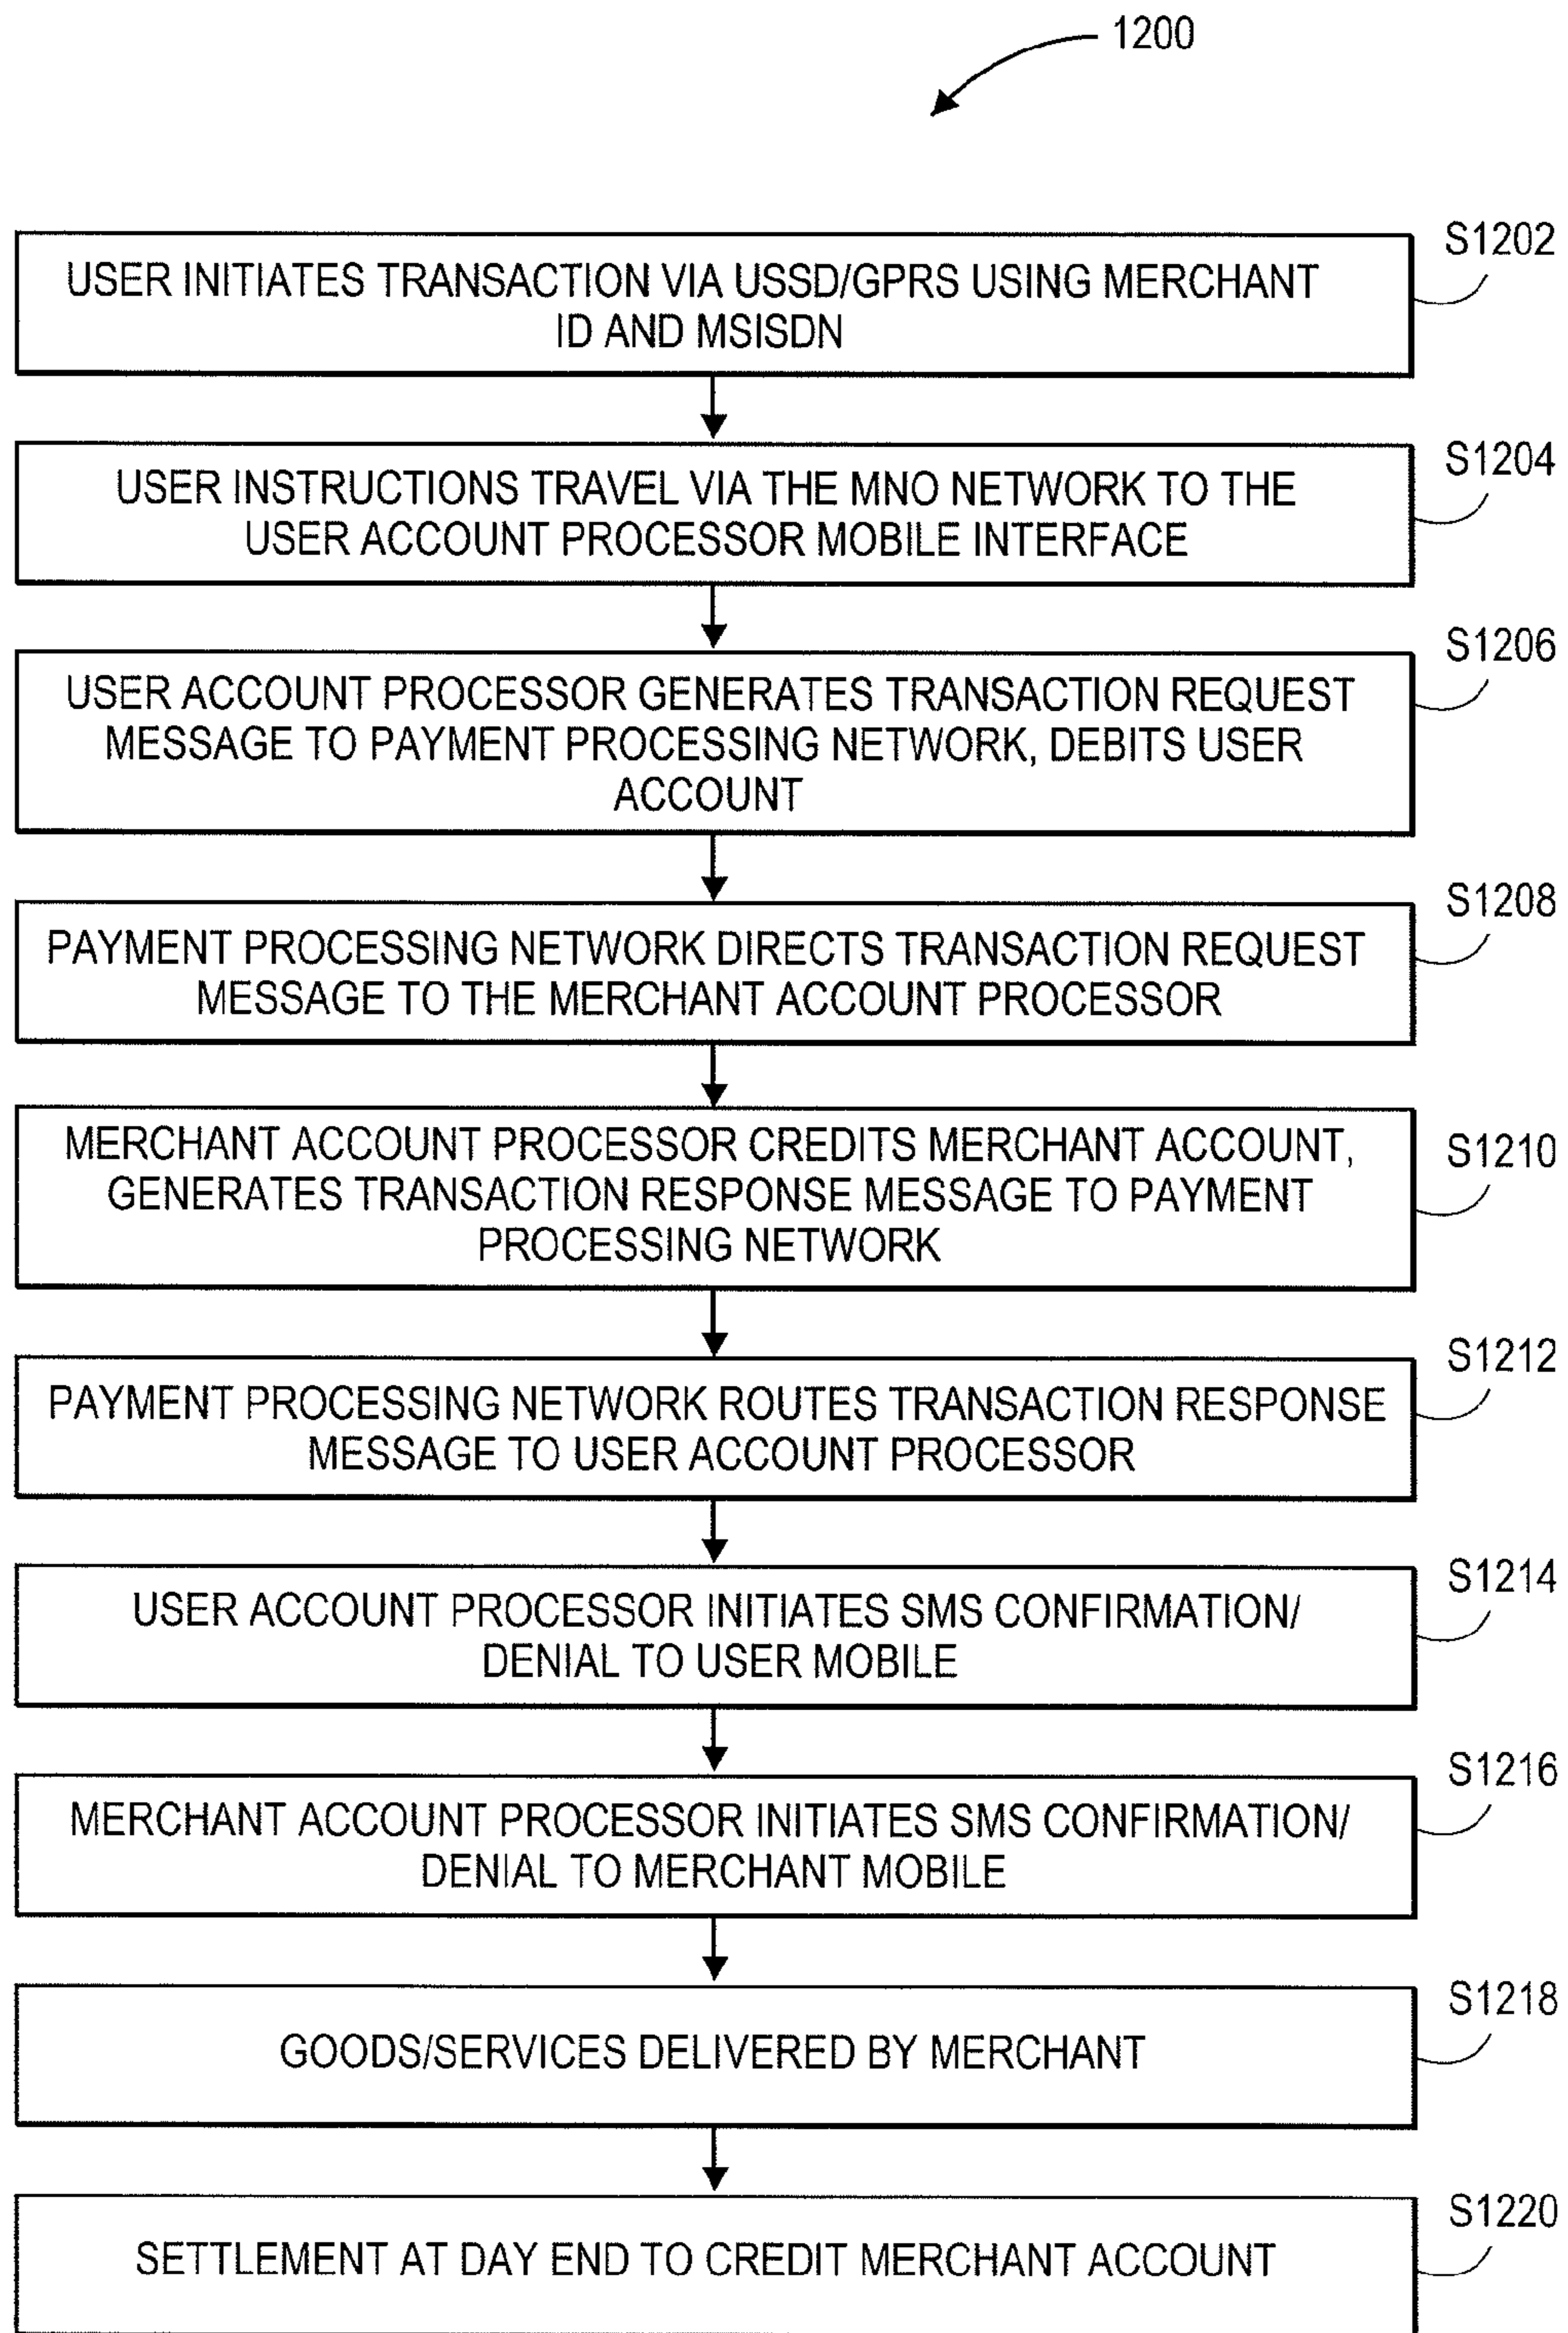 1200
S1202
USER INITIATES TRANSACTION VIA USSD/GPRS USING MERCHANT
ID AND MSISDN
S1204
USER INSTRUCTIONS TRAVEL VIA THE MNO NETWORK TO THE
USER ACCOUNT PROCESSOR MOBILE INTERFACE
S1206
USER ACCOUNT PROCESSOR GENERATES TRANSACTION REQUEST
MESSAGE TO PAYMENT PROCESSING NETWORK, DEBITS USER
ACCOUNT
S1208
PAYMENT PROCESSING NETWORK DIRECTS TRANSACTION REQUEST
MESSAGE TO THE MERCHANT ACCOUNT PROCESSOR
S1210
MERCHANT ACCOUNT PROCESSOR CREDITS MERCHANT ACCOUNT,
GENERATES TRANSACTION RESPONSE MESSAGE TO PAYMENT
PROCESSING NETWORK
S1212
PAYMENT PROCESSING NETWORK ROUTES TRANSACTION RESPONSE
MESSAGE TO USER ACCOUNT PROCESSOR
S1214
USER ACCOUNT PROCESSOR INITIATES SMS CONFIRMATION/
DENIAL TO USER MOBILE
S1216
MERCHANT ACCOUNT PROCESSOR INITIATES SMS CONFIRMATION/
DENIAL TO MERCHANT MOBILE
S1218
GOODS/SERVICES DELIVERED BY MERCHANT
S1220
SETTLEMENT AT DAY END TO CREDIT MERCHANT ACCOUNT